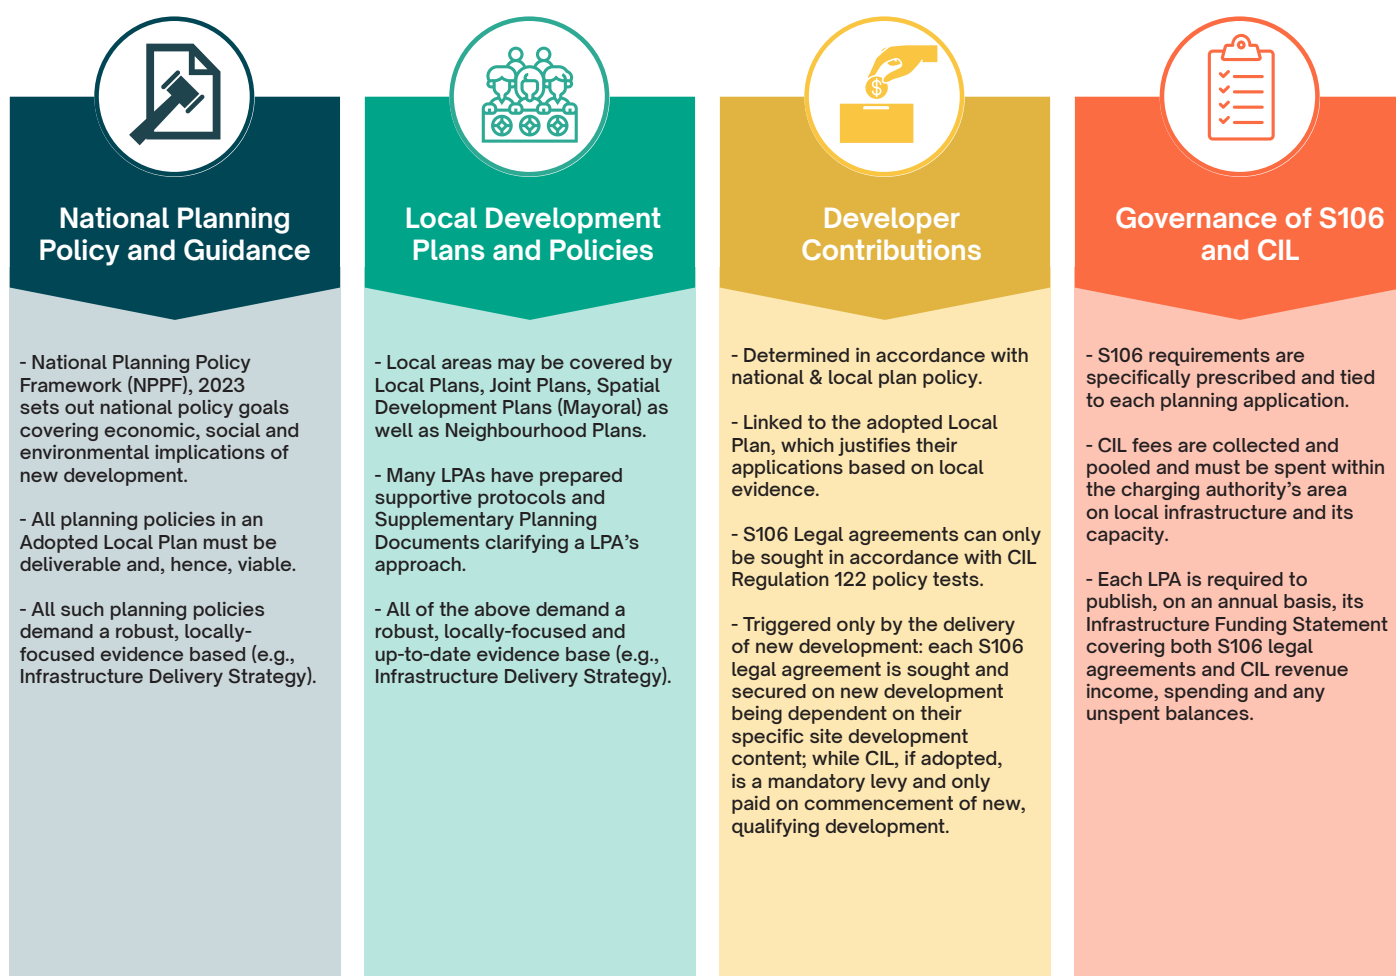 National Planning
Policy and Guidance
- National Planning Policy
Framework (NPPF), 2023
sets out national policy goals
covering economic, social and
environmental implications of
new development.
- All planning policies in an
Adopted Local Plan must be
deliverable and, hence, viable.
- All such planning policies
demand a robust, locally-
focused evidence based (e.g.,
Infrastructure Delivery Strategy).
Local Development
Plans and Policies
- Local areas may be covered by
Local Plans, Joint Plans, Spatial
Development Plans (Mayoral) as
well as Neighbourhood Plans.
- Many LPAs have prepared
supportive protocols and
Supplementary Planning
Documents clarifying a LPA's
approach.
- All of the above demand a
robust, locally-focused and
up-to-date evidence base (e.g.,
Infrastructure Delivery Strategy).
$
Developer
Contributions
- Determined in accordance with
national & local plan policy.
- Linked to the adopted Local
Plan, which justifies their
applications based on local
evidence.
- S106 Legal agreements can only
be sought in accordance with CIL
Regulation 122 policy tests.
- Triggered only by the delivery
of new development: each S106
legal agreement is sought and
secured on new development
being dependent on their
specific site development
content; while CIL, if adopted,
is a mandatory levy and only
paid on commencement of new,
qualifying development.
Governance of S106
and CIL
- S106 requirements are
specifically prescribed and tied
to each planning application.
- CIL fees are collected and
pooled and must be spent within
the charging authority's area
on local infrastructure and its
capacity.
- Each LPA is required to
publish, on an annual basis, its
Infrastructure Funding Statement
covering both S106 legal
agreements and CIL revenue
income, spending and any
unspent balances.